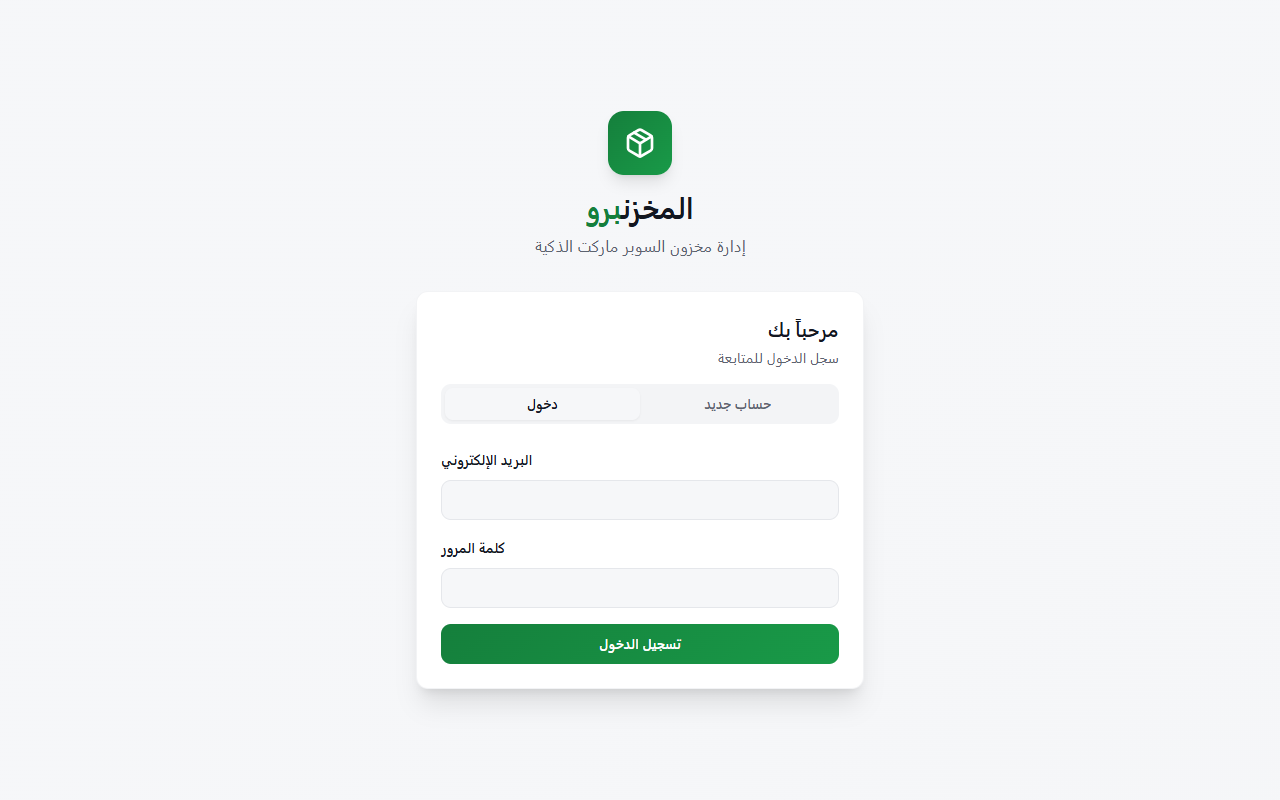 المخزنبرو
إدارة مخزون السوبر ماركت الذكية
مرحباً بك
سجل الدخول للمتابعة
حساب جديد
دخول
البريد الإلكتروني
كلمة المرور
تسجيل الدخول